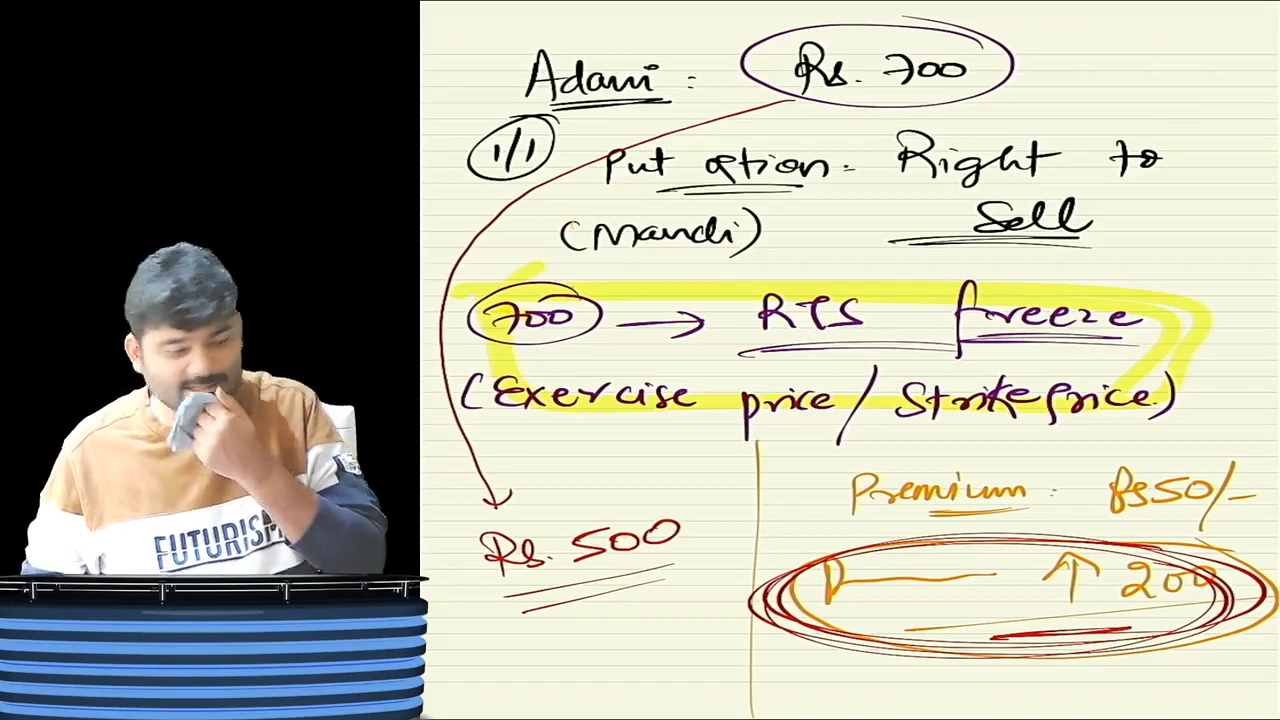 Adani : Rs. 700
1/1 Put option = Right to
(Mandi) Sell
700 → RTS freeze
(Exercise price / Strike price)
Premium : Rs 50/-
Rs. 500
P ↑ 200
FUTURISM